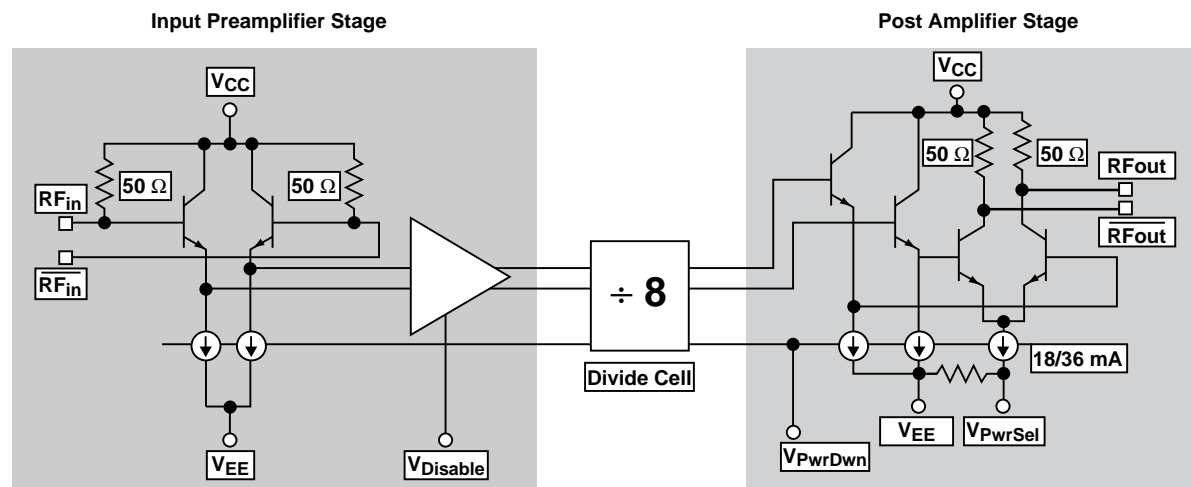 Input Preamplifier Stage
Post Amplifier Stage
VCC
VCC
50 Ω
50 Ω
50 Ω
50 Ω
RFin
RFin
RFout
RFout
÷ 8
Divide Cell
18/36 mA
VEE
VDisable
VPwrDwn
VEE
VPwrSel